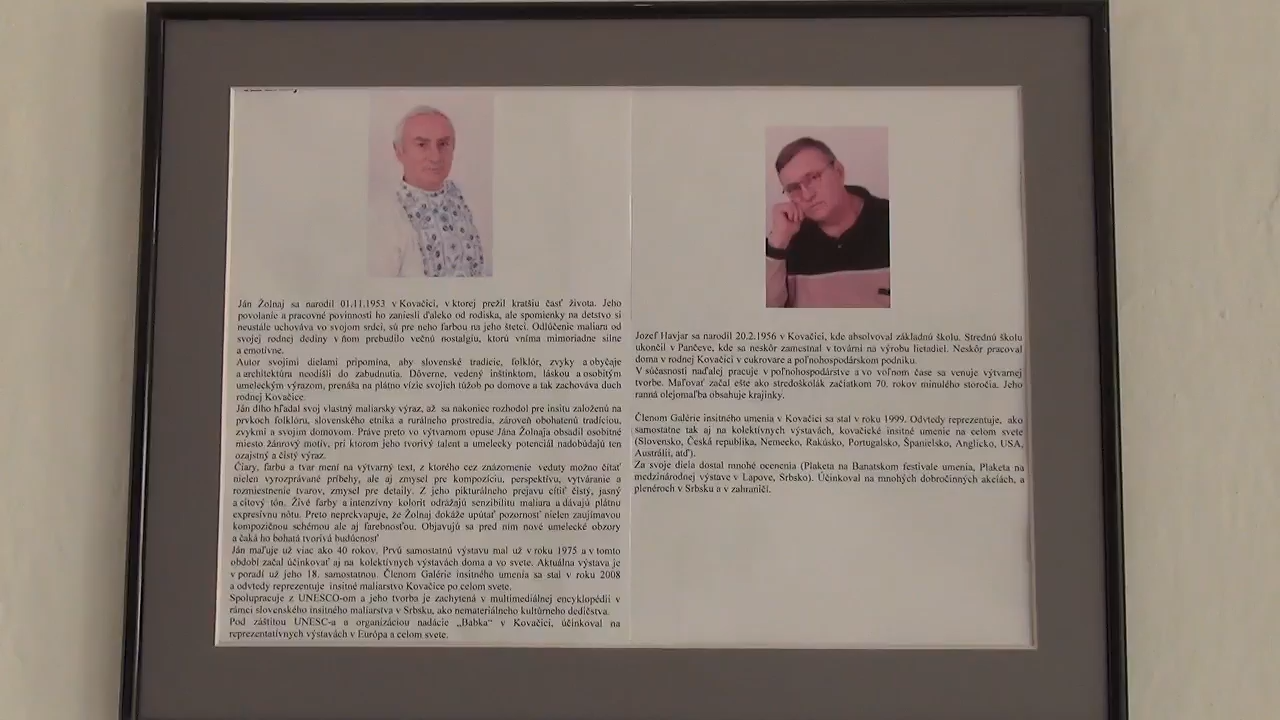 Ján Žolnaj sa narodil 01.11.1953 v Kovačici, v ktorej prežil kratšiu časť života. Jeho
povolanie a pracovné povinnosti ho zaniesli ďaleko od rodiska, ale spomienky na detstvo si
neustále uchováva vo svojom srdci, sú pre neho farbou na jeho štetci. Odlúčenie maliara od
svojej rodnej dediny v ňom prebudilo večnú nostalgiu, ktorú vníma mimoriadne silne
a emotívne.
Autor svojimi dielami pripomína, aby slovenské tradície, folklór, zvyky a obyčaje
a architektúra neodišli do zabudnutia. Dôverne, vedený inštinktom, láskou a osobitým
umeleckým výrazom, prenáša na plátno vízie svojich túžob po domove a tak zachováva duch
rodnej Kovačice.
Ján dlho hľadal svoj vlastný maliarsky výraz, až sa nakoniec rozhodol pre insitu založenú na
prvkoch folklóru, slovenského etnika a rurálneho prostredia, zároveň obohatenú tradíciou,
zvykmi a svojim domovom. Práve preto vo výtvarnom opuse Jána Žolnaja obsadil osobitné
miesto žánrový motív, pri ktorom jeho tvorivý talent a umelecký potenciál nadobúdajú ten
ozajstný a čistý výraz.
Čiary, farbu a tvar mení na výtvarný text, z ktorého cez znázornenie veduty možno čítať
nielen vyrozprávané príbehy, ale aj zmysel pre kompozíciu, perspektívu, vytváranie a
rozmiestnenie tvarov, zmysel pre detaily. Z jeho pikturálneho prejavu cítiť čistý, jasný
a citový tón. Živé farby a intenzívny kolorit odrážajú senzibilitu maliara a dávajú plátnu
expresívnu nôtu. Preto neprekvapuje, že Žolnaj dokáže upútať pozornosť nielen zaujímavou
kompozičnou schémou ale aj farebnosťou. Objavujú sa pred ním nové umelecké obzory
a čaká ho bohatá tvorivá budúcnosť
Ján maľuje už viac ako 40 rokov. Prvú samostatnú výstavu mal už v roku 1975 a v tomto
období začal účinkovať aj na kolektívnych výstavách doma a vo svete. Aktuálna výstava je
v poradí už jeho 18. samostatnou. Členom Galérie insitného umenia sa stal v roku 2008
a odvtedy reprezentuje insitné maliarstvo Kovačice po celom svete.
Spolupracuje z UNESCO-om a jeho tvorba je zachytená v multimediálnej encyklopédii v
rámci slovenského insitného maliarstva v Srbsku, ako nemateriálneho kultúrneho dedičstva.
Pod záštitou UNESC-a a organizáciou nadácie „Babka“ v Kovačici, účinkoval na
reprezentatívnych výstavách v Európa a celom svete.
Jozef Havjar sa narodil 20.2.1956 v Kovačici, kde absolvoval základnú školu. Strednú školu
ukončil v Pančeve, kde sa neskôr zamestnal v továrni na výrobu lietadiel. Neskôr pracoval
doma v rodnej Kovačici v cukrovare a poľnohospodárskom podniku.
V súčasnosti naďalej pracuje v poľnohospodárstve a vo voľnom čase sa venuje výtvarnej
tvorbe. Maľovať začal ešte ako stredoškolák začiatkom 70. rokov minulého storočia. Jeho
ranná olejomaľba obsahuje krajinky.
Členom Galérie insitného umenia v Kovačici sa stal v roku 1999. Odvtedy reprezentuje, ako
samostatne tak aj na kolektívnych výstavách, kovačické insitné umenie na celom svete
(Slovensko, Česká republika, Nemecko, Rakúsko, Portugalsko, Španielsko, Anglicko, USA,
Austrálii, atď).
Za svoje diela dostal mnohé ocenenia (Plaketa na Banatskom festivale umenia, Plaketa na
medzinárodnej výstave v Lapove, Srbsko). Účinkoval na mnohých dobročinných akciách, a
plenéroch v Srbsku a v zahraničí.